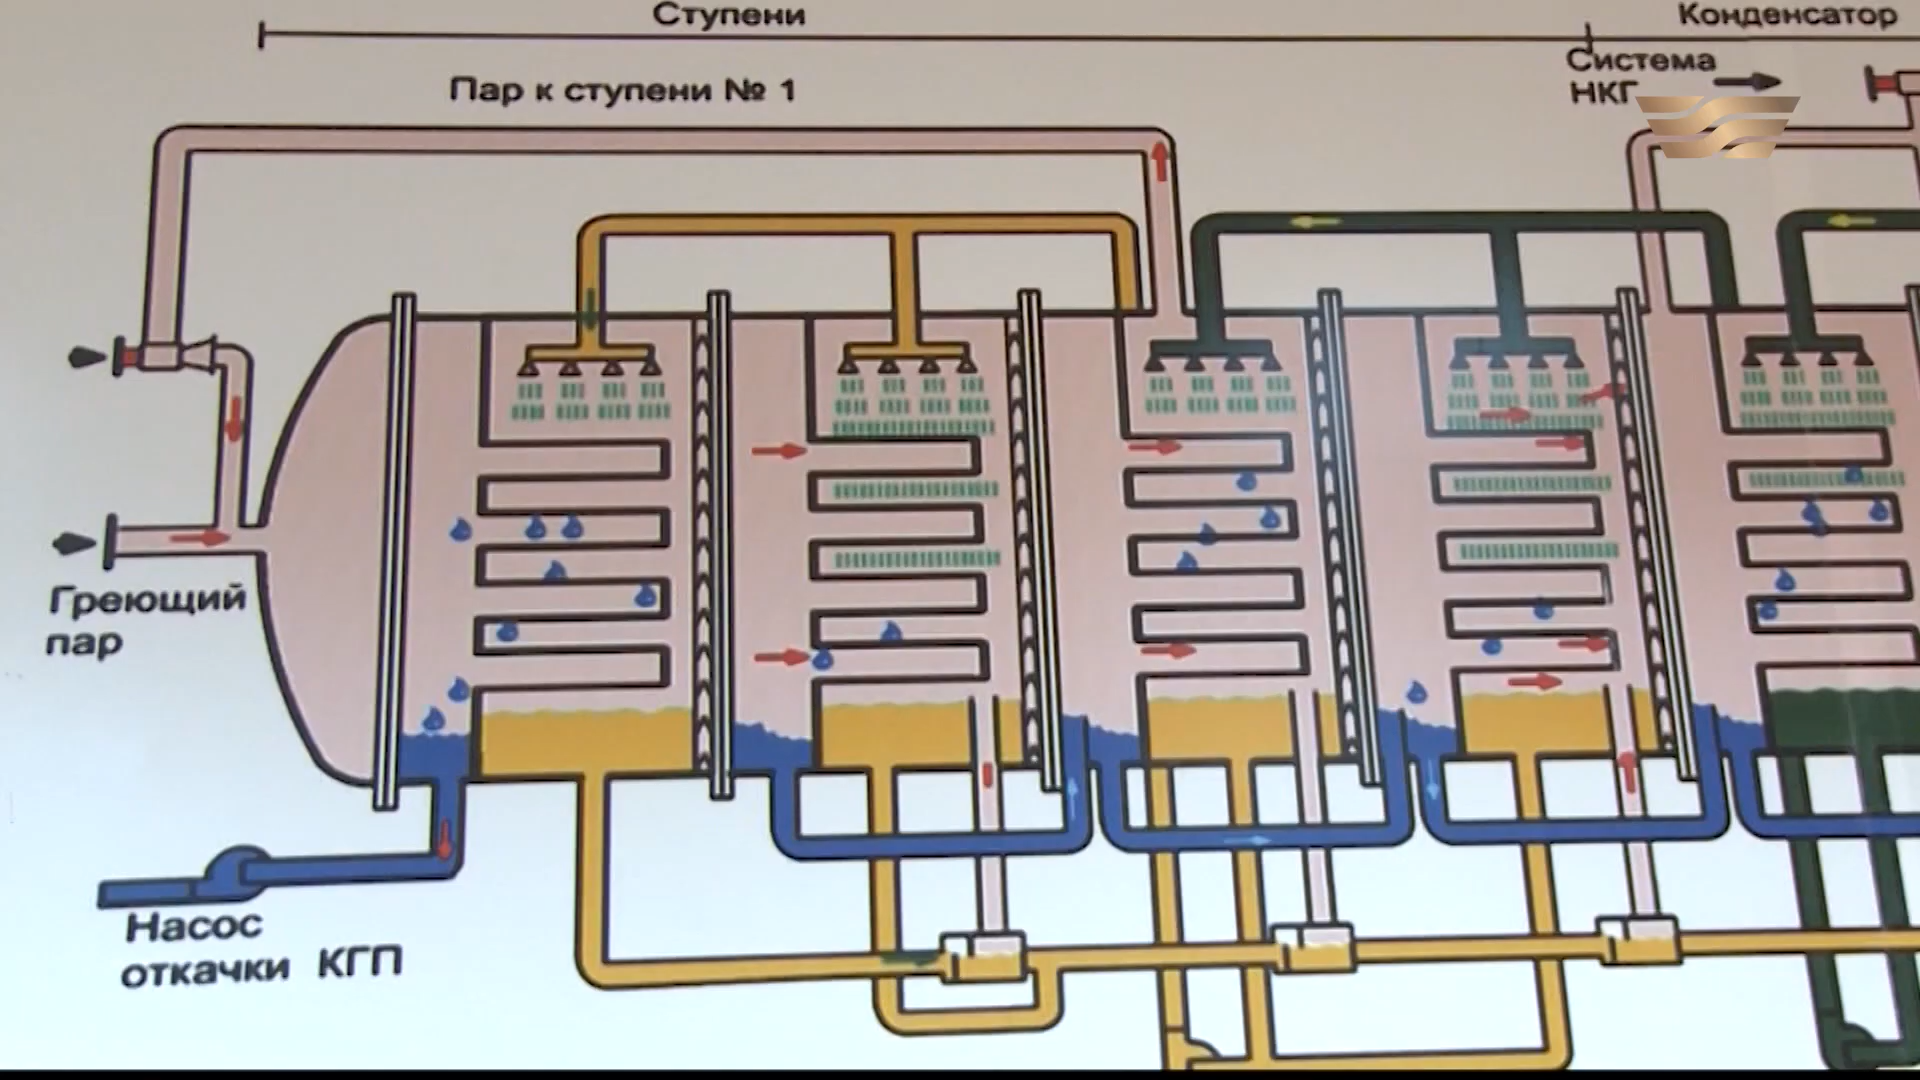 Ступени
Конденсатор
Пар к ступени № 1
Система
НКГ
Греющий
пар
Насос
откачки КГП